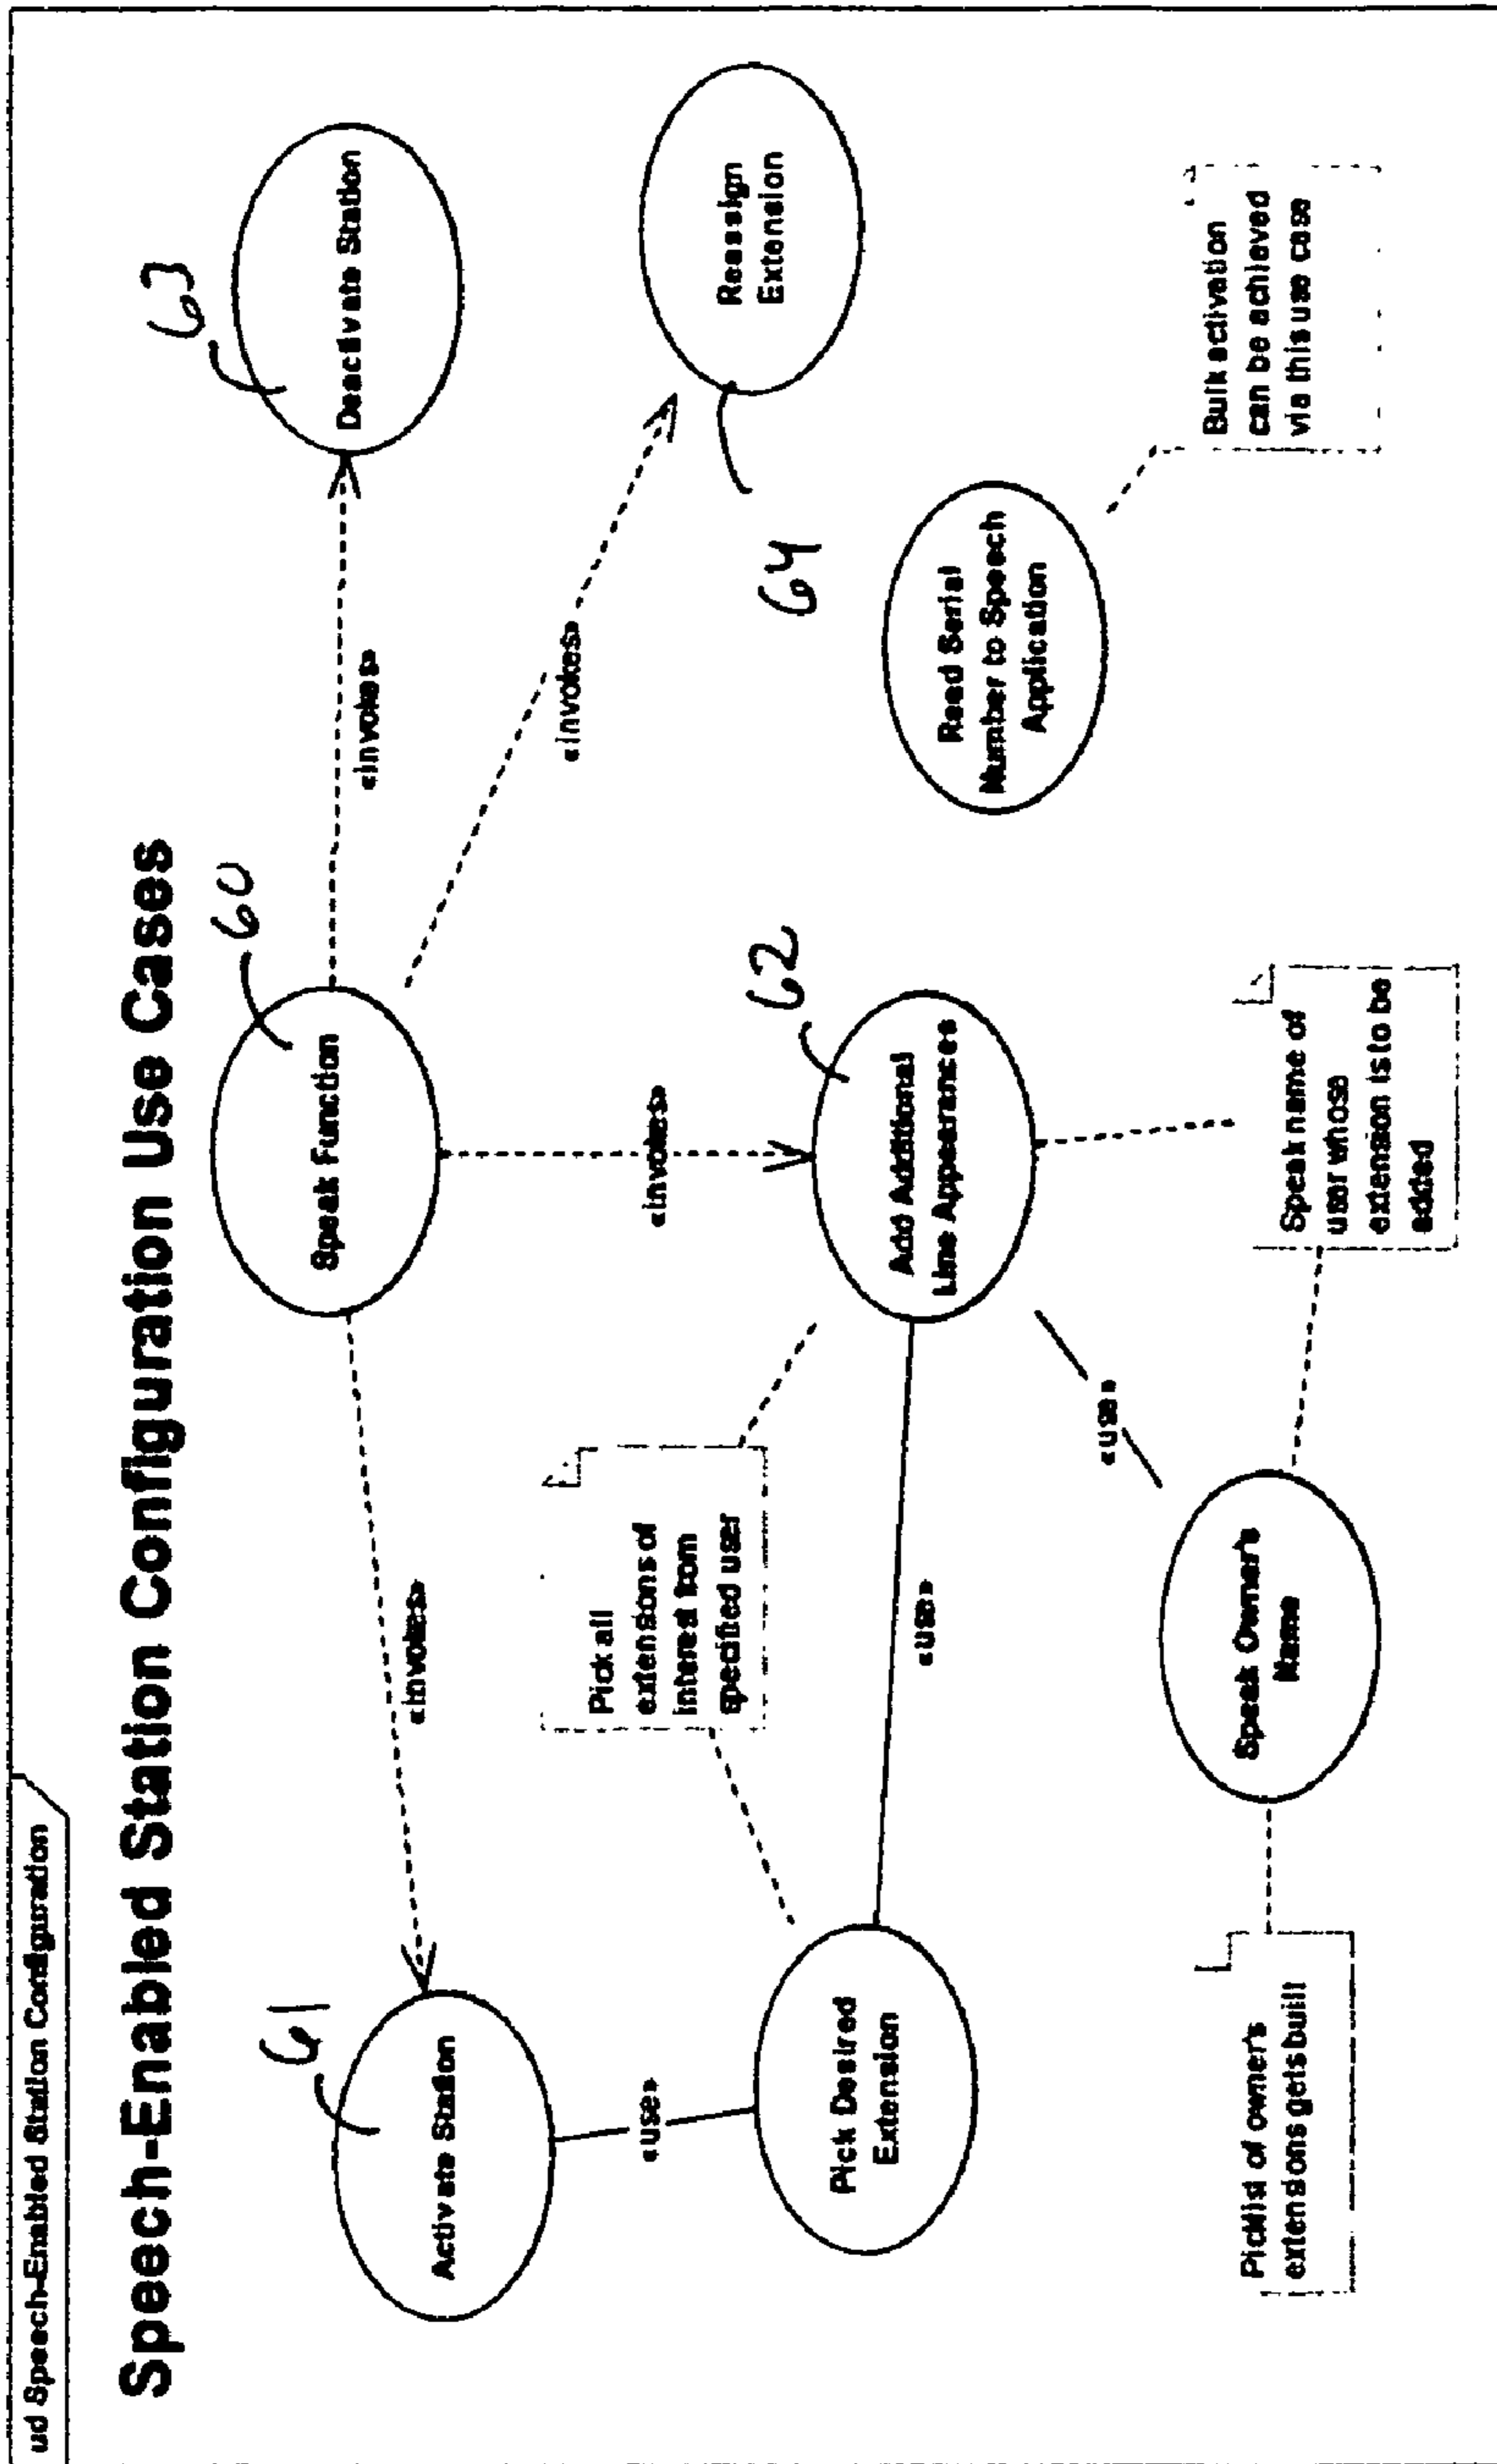 ud Speech-Enabled Station Configuration
Speech-Enabled Station Configuration Use Cases
60
Speak Function
61
Activate Station
63
Deactivate Station
«invokes»
«invokes»
«invokes»
«invokes»
Pick all
extensions of
interest from
specified user
62
Add Additional
Line Appearances
64
Reassign
Extension
«use»
Pick Desired
Extension
«use»
Read Serial
Number to Speech
Application
«use»
Speak Owner's
Name
Picklist of owner's
extensions gets built
Speak name of
user whose
extension is to be
added
Bulk activation
can be achieved
via this use case